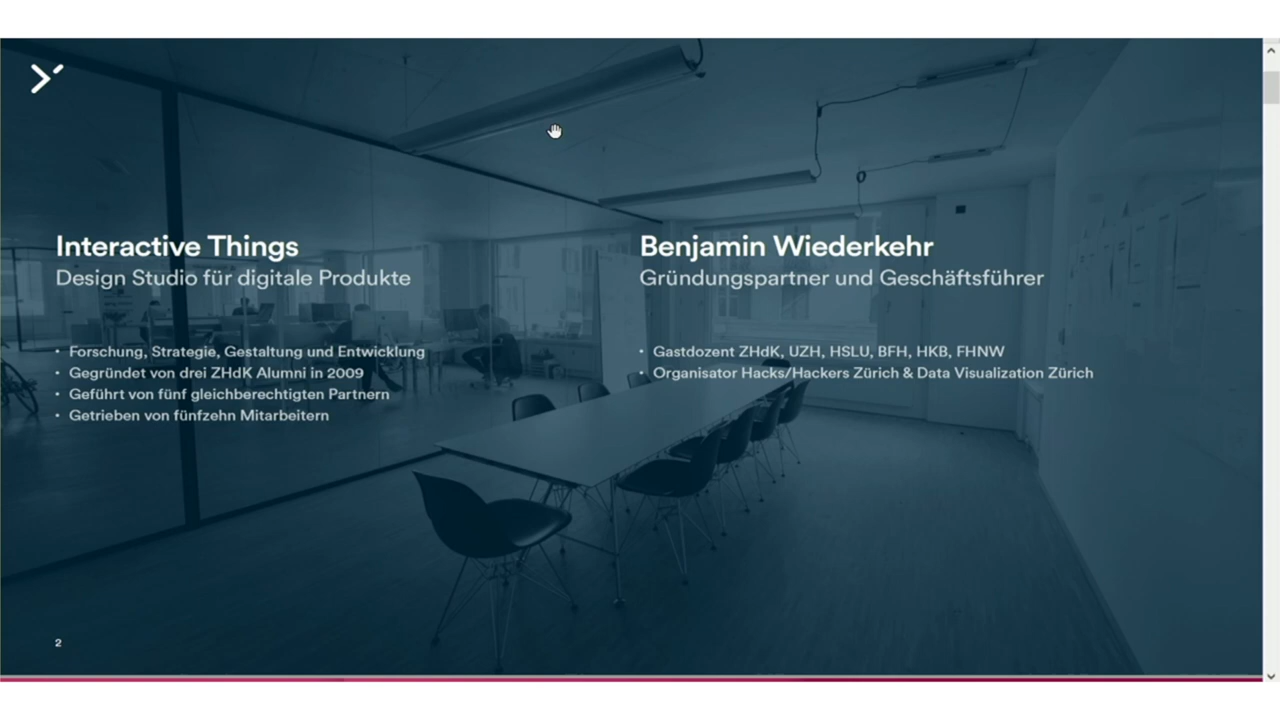 Interactive Things
Design Studio für digitale Produkte
• Forschung, Strategie, Gestaltung und Entwicklung
• Gegründet von drei ZHdK Alumni in 2009
• Geführt von fünf gleichberechtigten Partnern
• Getrieben von fünfzehn Mitarbeitern
Benjamin Wiederkehr
Gründungspartner und Geschäftsführer
• Gastdozent ZHdK, UZH, HSLU, BFH, HKB, FHNW
• Organisator Hacks/Hackers Zürich & Data Visualization Zürich
2